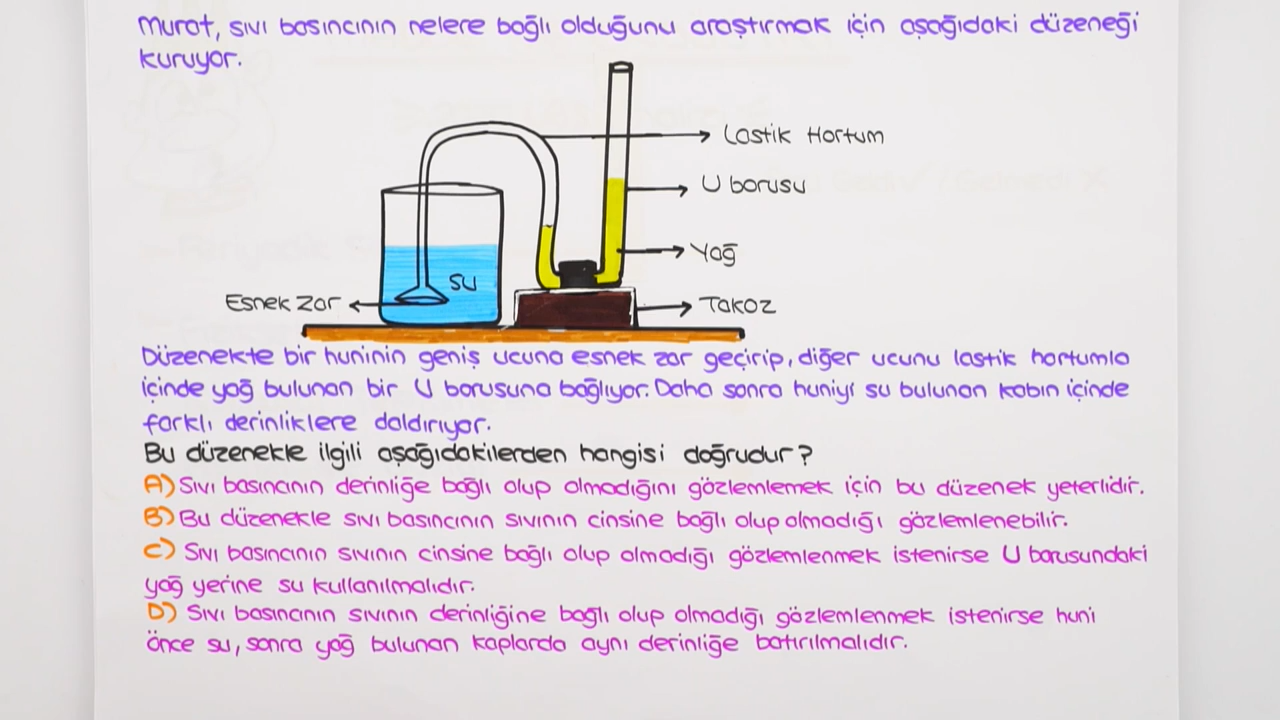 Murat, sıvı basıncının nelere bağlı olduğunu araştırmak için aşağıdaki düzeneği
kuruyor.
Lastik Hortum
U borusu
Yağ
su
Esnek zar
Takoz
Düzenekte bir huninin geniş ucuna esnek zar geçirip, diğer ucunu lastik hortumla
içinde yağ bulunan bir U borusuna bağlıyor. Daha sonra huniyi su bulunan kabın içinde
farklı derinliklere daldırıyor.
Bu düzenekle ilgili aşağıdakilerden hangisi doğrudur?
A) Sıvı basıncının derinliğe bağlı olup olmadığını gözlemlemek için bu düzenek yeterlidir.
B) Bu düzenekle sıvı basıncının sıvının cinsine bağlı olup olmadığı gözlemlenebilir.
C) Sıvı basıncının sıvının cinsine bağlı olup olmadığı gözlemlenmek istenirse U borusundaki
yağ yerine su kullanılmalıdır.
D) Sıvı basıncının sıvının derinliğine bağlı olup olmadığı gözlemlenmek istenirse huni
önce su, sonra yağ bulunan kaplarda aynı derinliğe batırılmalıdır.